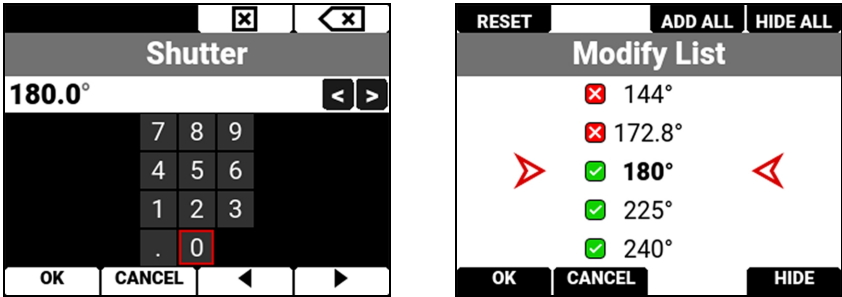 Shutter
180.0°
< >
7 8 9
4 5 6
1 2 3
. 0
OK CANCEL
RESET ADD ALL HIDE ALL
Modify List
144°
172.8°
180°
225°
240°
OK CANCEL HIDE